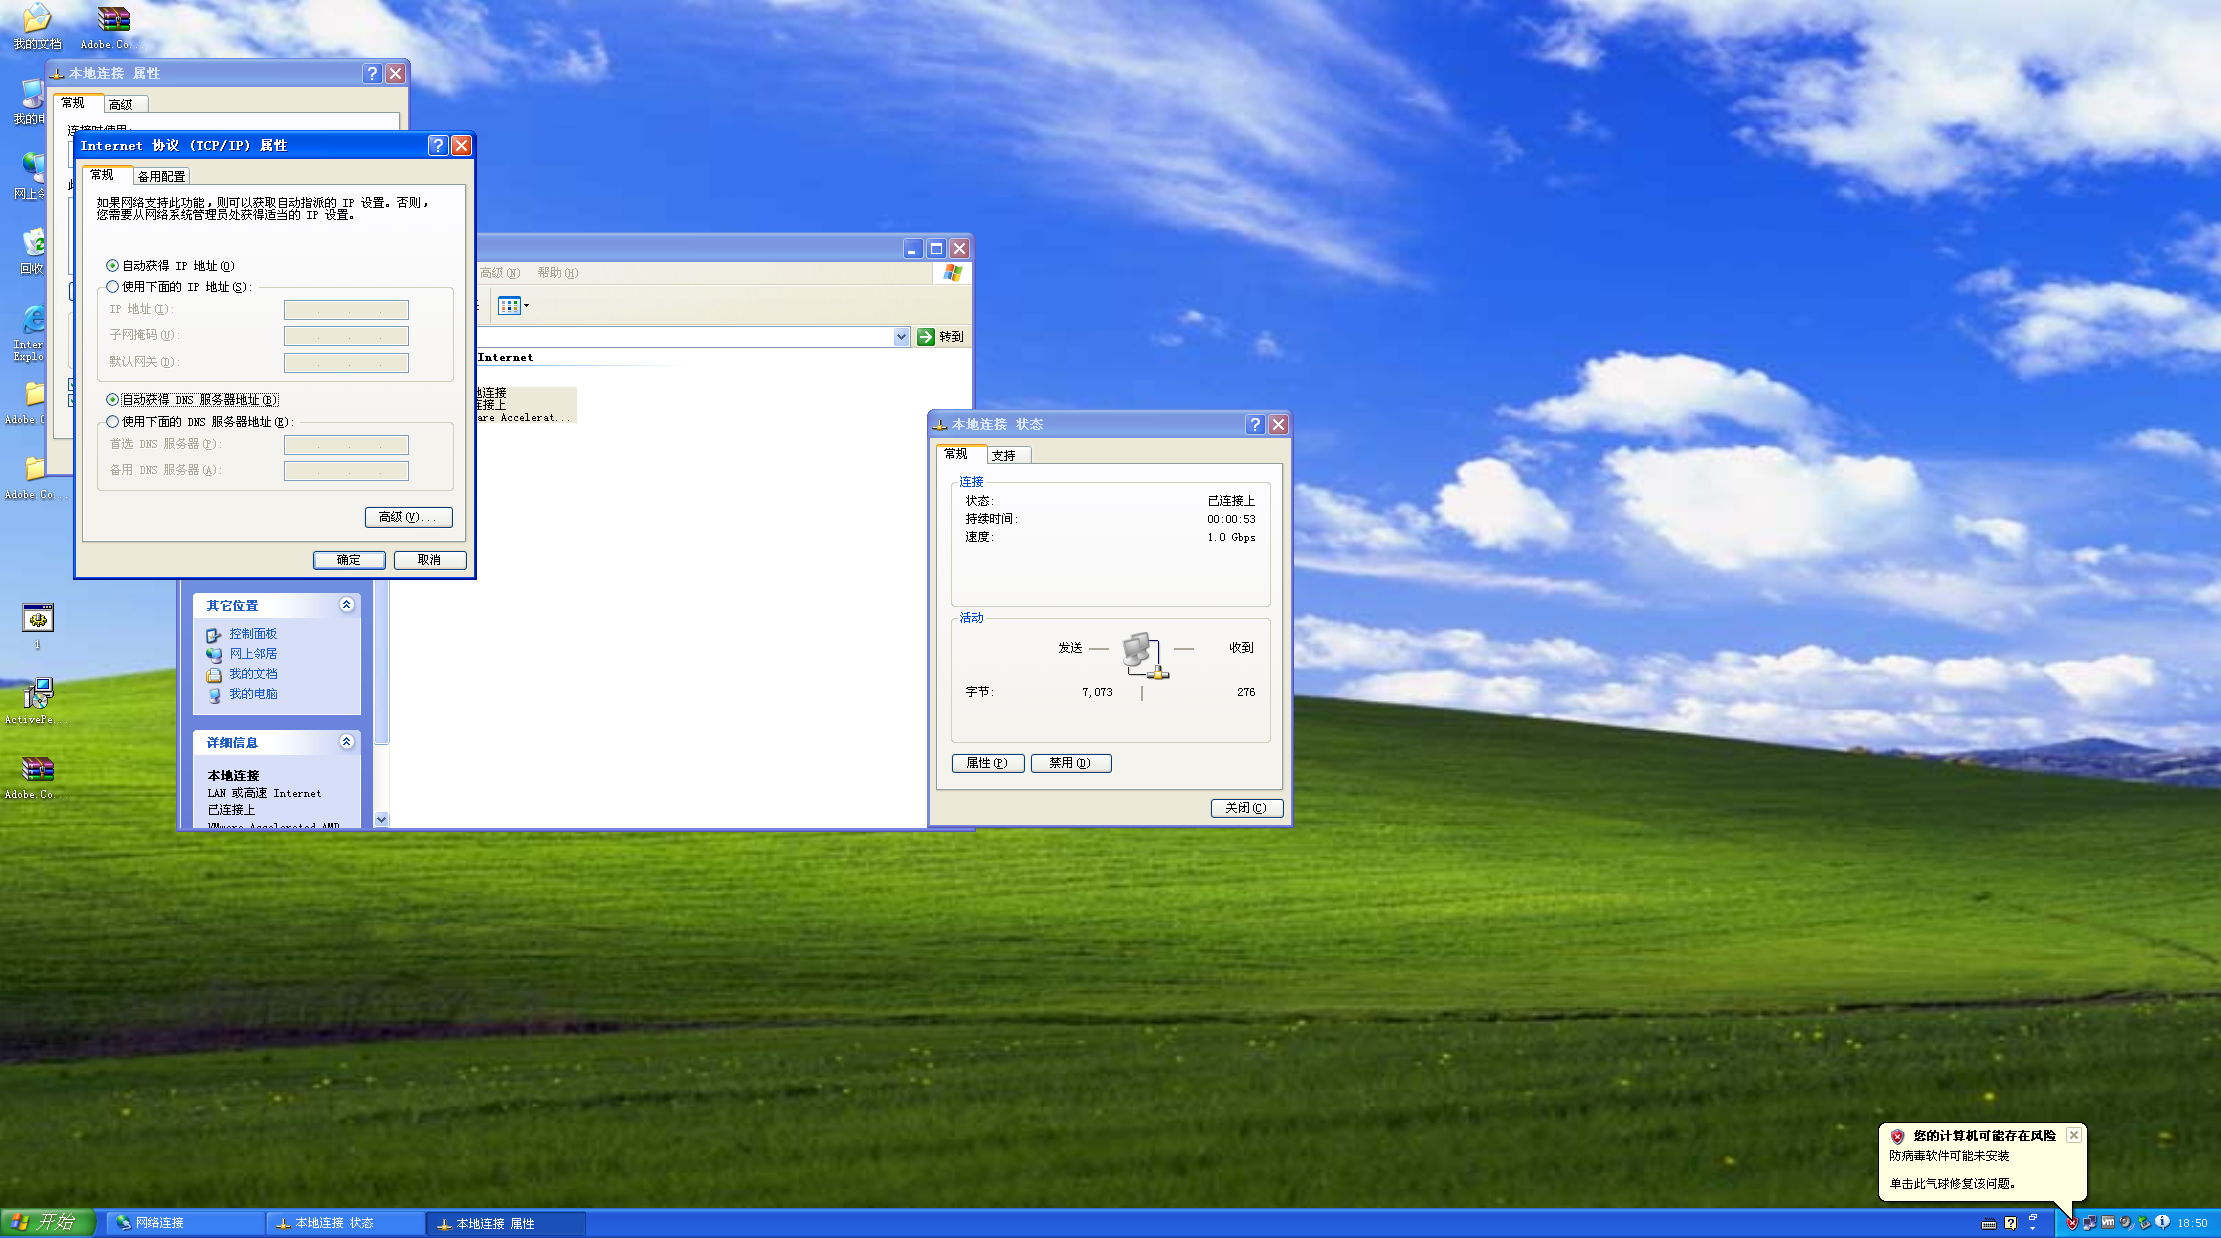 我的文档
Adobe.Co...
本地连接 属性
常规
高级
Internet 协议 (TCP/IP) 属性
常规
备用配置
如果网络支持此功能，则可以获取自动指派的 IP 设置。否则，
您需要从网络系统管理员处获得适当的 IP 设置。
自动获得 IP 地址(O)
使用下面的 IP 地址(S):
IP 地址(I):
子网掩码(U):
默认网关(D):
自动获得 DNS 服务器地址(B)
使用下面的 DNS 服务器地址(E):
首选 DNS 服务器(P):
备用 DNS 服务器(A):
高级(V)...
确定
取消
我的
网上
回收
Inter
Explo
Adobe.C
Adobe.Co...
1
ActivePe...
Adobe.Co...
高级(N)
帮助(H)
转到
Internet
地连接
连接上
are Accelerat...
其它位置
控制面板
网上邻居
我的文档
我的电脑
详细信息
本地连接
LAN 或高速 Internet
已连接上
VMware Accelerated AMD
本地连接 状态
常规
支持
连接
状态:
已连接上
持续时间:
00:00:53
速度:
1.0 Gbps
活动
发送
收到
字节:
7,073
276
属性(P)
禁用(D)
关闭(C)
您的计算机可能存在风险
防病毒软件可能未安装
单击此气球修复该问题。
开始
网络连接
本地连接 状态
本地连接 属性
18:50